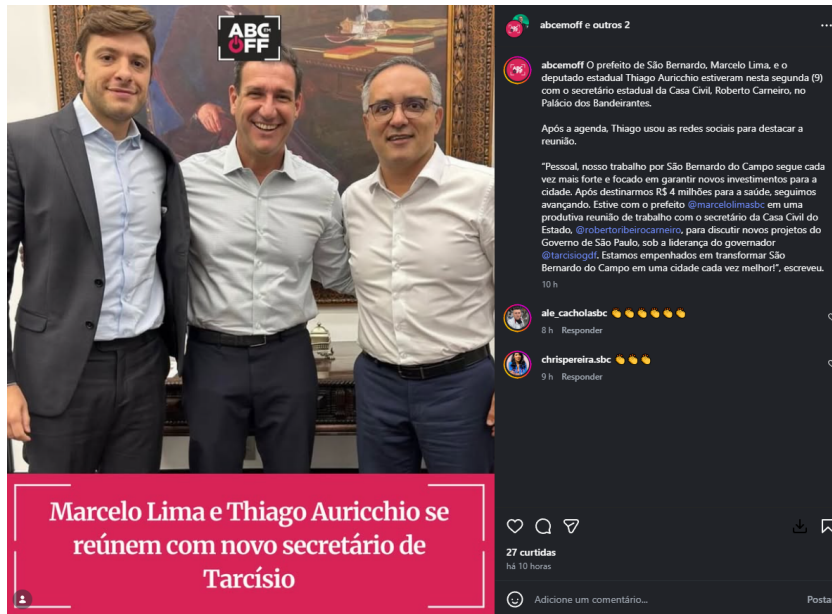 ABC
EM
OFF
Marcelo Lima e Thiago Auricchio se
reúnem com novo secretário de
Tarcísio
abcemoff e outros 2
abcemoff O prefeito de São Bernardo, Marcelo Lima, e o
deputado estadual Thiago Auricchio estiveram nesta segunda (9)
com o secretário estadual da Casa Civil, Roberto Carneiro, no
Palácio dos Bandeirantes.
Após a agenda, Thiago usou as redes sociais para destacar a
reunião.
"Pessoal, nosso trabalho por São Bernardo do Campo segue cada
vez mais forte e focado em garantir novos investimentos para a
cidade. Após destinarmos R$ 4 milhões para a saúde, seguimos
avançando. Estive com o prefeito @marcelolimasbc em uma
produtiva reunião de trabalho com o secretário da Casa Civil do
Estado, @robertoribeirocarneiro, para discutir novos projetos do
Governo de São Paulo, sob a liderança do governador
@tarcisiogdf. Estamos empenhados em transformar São
Bernardo do Campo em uma cidade cada vez melhor!", escreveu.
10 h
ale_cacholasbc 👏👏👏👏👏👏
8 h Responder
chrispereira.sbc 👏👏👏
9 h Responder
27 curtidas
há 10 horas
Adicione um comentário... Posta